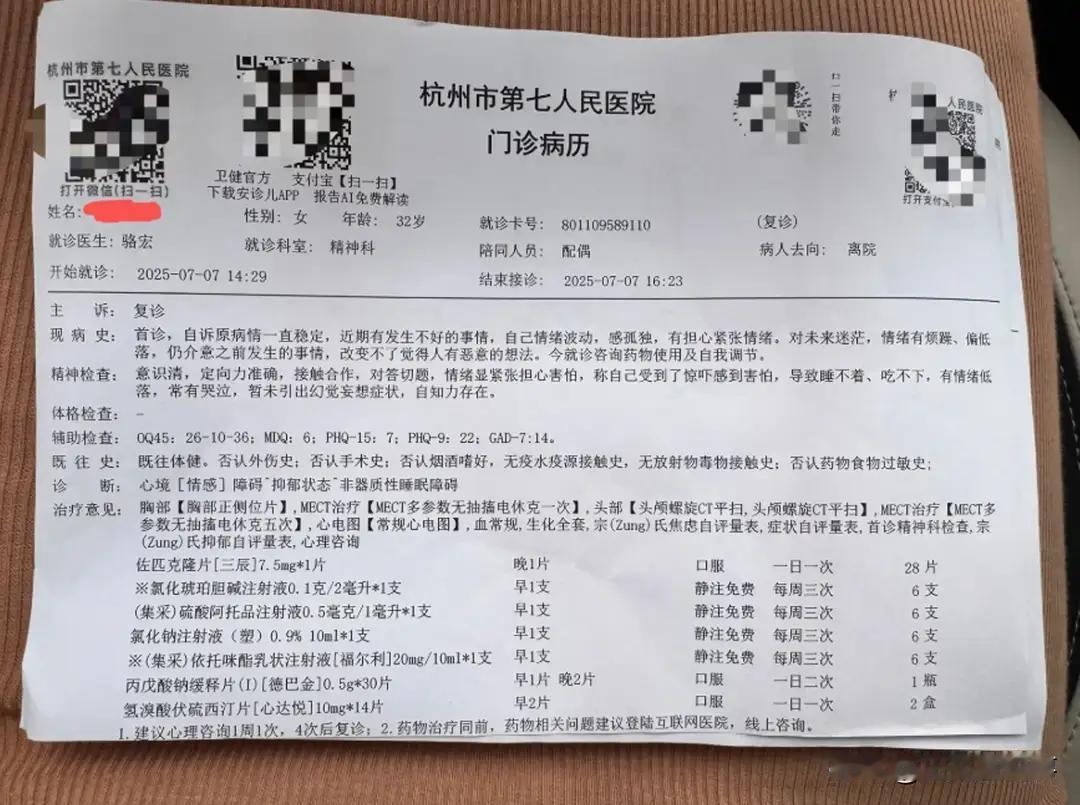 杭州市第七人民医院
打开微信(扫一扫)
卫健官方 支付宝【扫一扫】
下载安诊儿APP 报告AI免费解读
杭州市第七人民医院
门诊病历
扫一扫带你走
人民医院
打开支付宝
姓名: 性别: 女 年龄: 32岁 就诊卡号: 801109589110 (复诊)
就诊医生: 骆宏 就诊科室: 精神科 陪同人员: 配偶 病人去向: 离院
开始就诊: 2025-07-07 14:29 结束接诊: 2025-07-07 16:23
主 诉: 复诊
现 病 史: 首诊,自诉原病情一直稳定,近期有发生不好的事情,自己情绪波动,感孤独,有担心紧张情绪。对未来迷茫,情绪有烦躁、偏低
落,仍介意之前发生的事情,改变不了觉得人有恶意的想法。今就诊咨询药物使用及自我调节。
精神检查: 意识清,定向力准确,接触合作,对答切题,情绪显紧张担心害怕,称自己受到了惊吓感到害怕,导致睡不着、吃不下,有情绪低
落,常有哭泣,暂未引出幻觉妄想症状,自知力存在。
体格检查: -
辅助检查: OQ45: 26-10-36; MDQ: 6; PHQ-15: 7; PHQ-9: 22; GAD-7:14。
既 往 史: 既往体健。否认外伤史; 否认手术史; 否认烟酒嗜好, 无疫水疫源接触史, 无放射物毒物接触史; 否认药物食物过敏史;
诊 断: 心境［情感］障碍^抑郁状态^非器质性睡眠障碍
治疗意见: 胸部【胸部正侧位片】,MECT治疗【MECT多参数无抽搐电休克一次】,头部【头颅螺旋CT平扫,头颅螺旋CT平扫】,MECT治疗【MECT多
参数无抽搐电休克五次】,心电图【常规心电图】,血常规,生化全套,宗(Zung)氏焦虑自评量表,症状自评量表,首诊精神科检查,宗
(Zung)氏抑郁自评量表,心理咨询
佐匹克隆片[三辰]7.5mg*1片 晚1片 口服 一日一次 28 片
※氯化琥珀胆碱注射液0.1克/2毫升*1支 早1支 静注免费 每周三次 6 支
(集采)硫酸阿托品注射液0.5毫克/1毫升*1支 早1支 静注免费 每周三次 6 支
氯化钠注射液（塑）0.9% 10ml*1支 早1支 静注免费 每周三次 6 支
※(集采)依托咪酯乳状注射液[福尔利]20mg/10ml*1支 早1支 静注免费 每周三次 6 支
丙戊酸钠缓释片(I)[德巴金]0.5g*30片 早1片 晚2片 口服 一日二次 1 瓶
氢溴酸伏硫西汀片[心达悦]10mg*14片 早2片 口服 一日一次 2 盒
1.建议心理咨询1周1次,4次后复诊;2.药物治疗同前,药物相关问题建议登陆互联网医院,线上咨询。